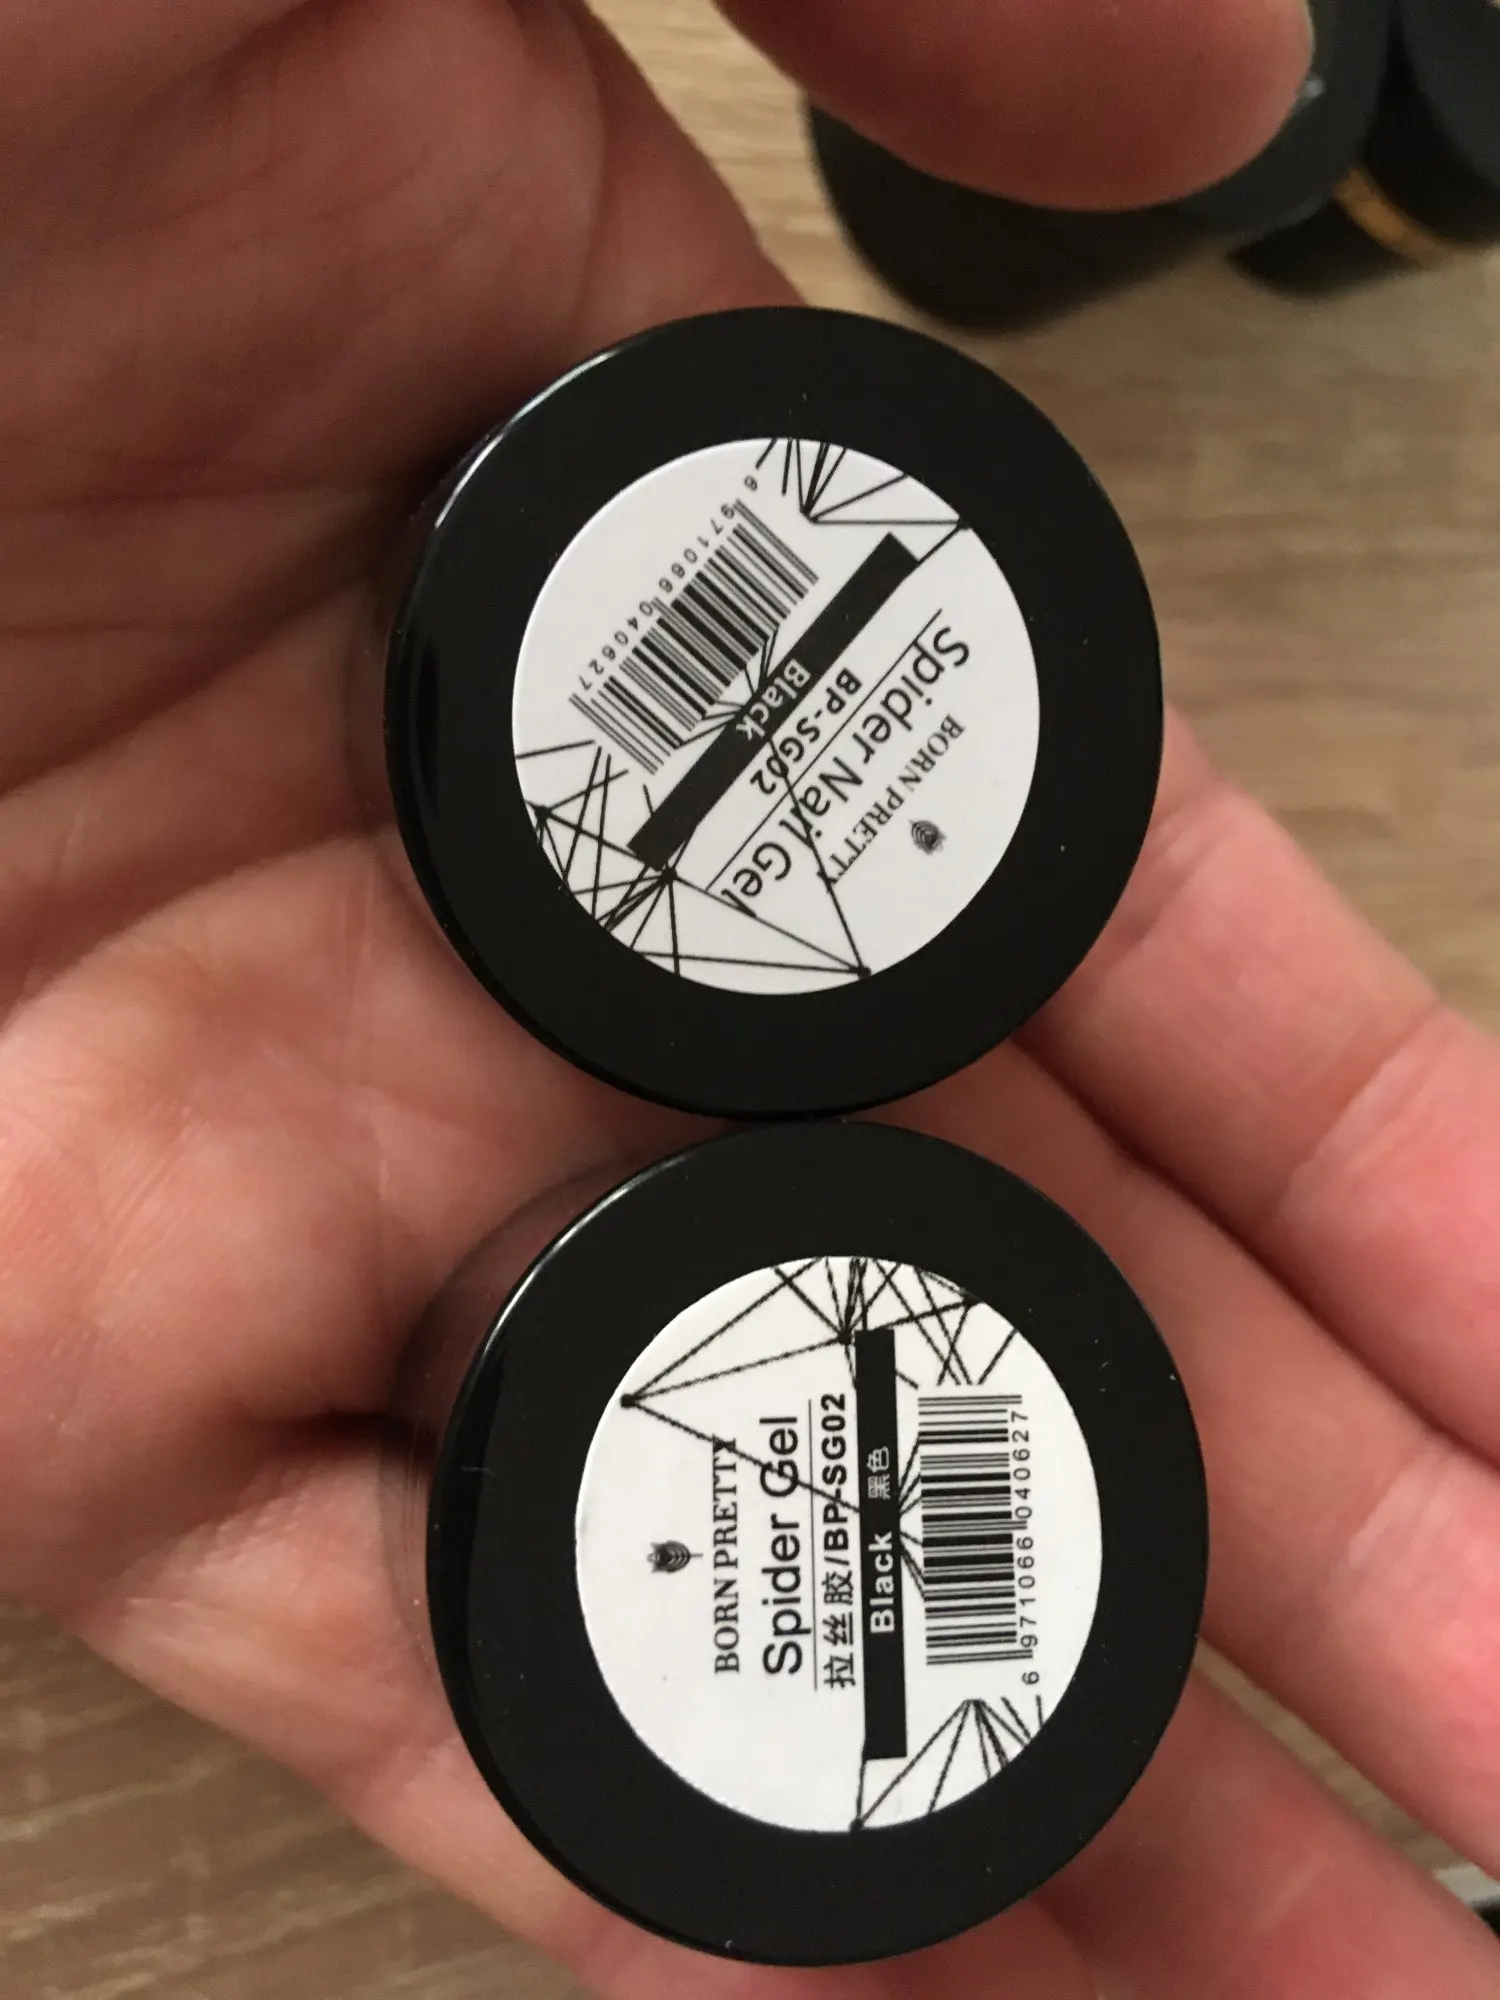 BORN PRETTY
Spider Nail Gel
BP-SG02
Black
6 971066 040627
BORN PRETTY
Spider Gel
拉丝胶/BP-SG02
Black 黑色
6 971066 040627